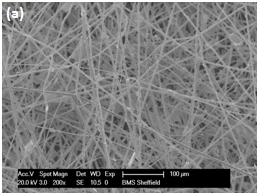 (a)
Acc.V Spot Magn Det WD Exp
20.0 kV 3.0 200x SE 10.5 0
100 µm
BMS Sheffield